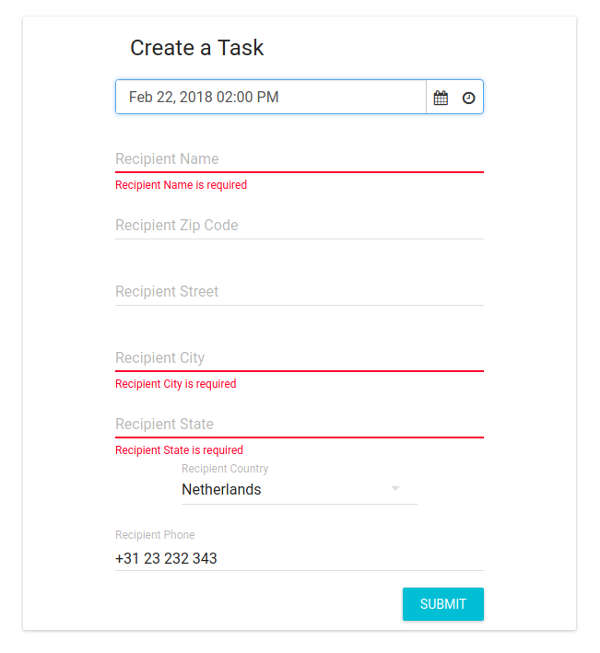 Create a Task
Feb 22, 2018 02:00 PM
Recipient Name
Recipient Name is required
Recipient Zip Code
Recipient Street
Recipient City
Recipient City is required
Recipient State
Recipient State is required
Recipient Country
Netherlands
Recipient Phone
+31 23 232 343
SUBMIT